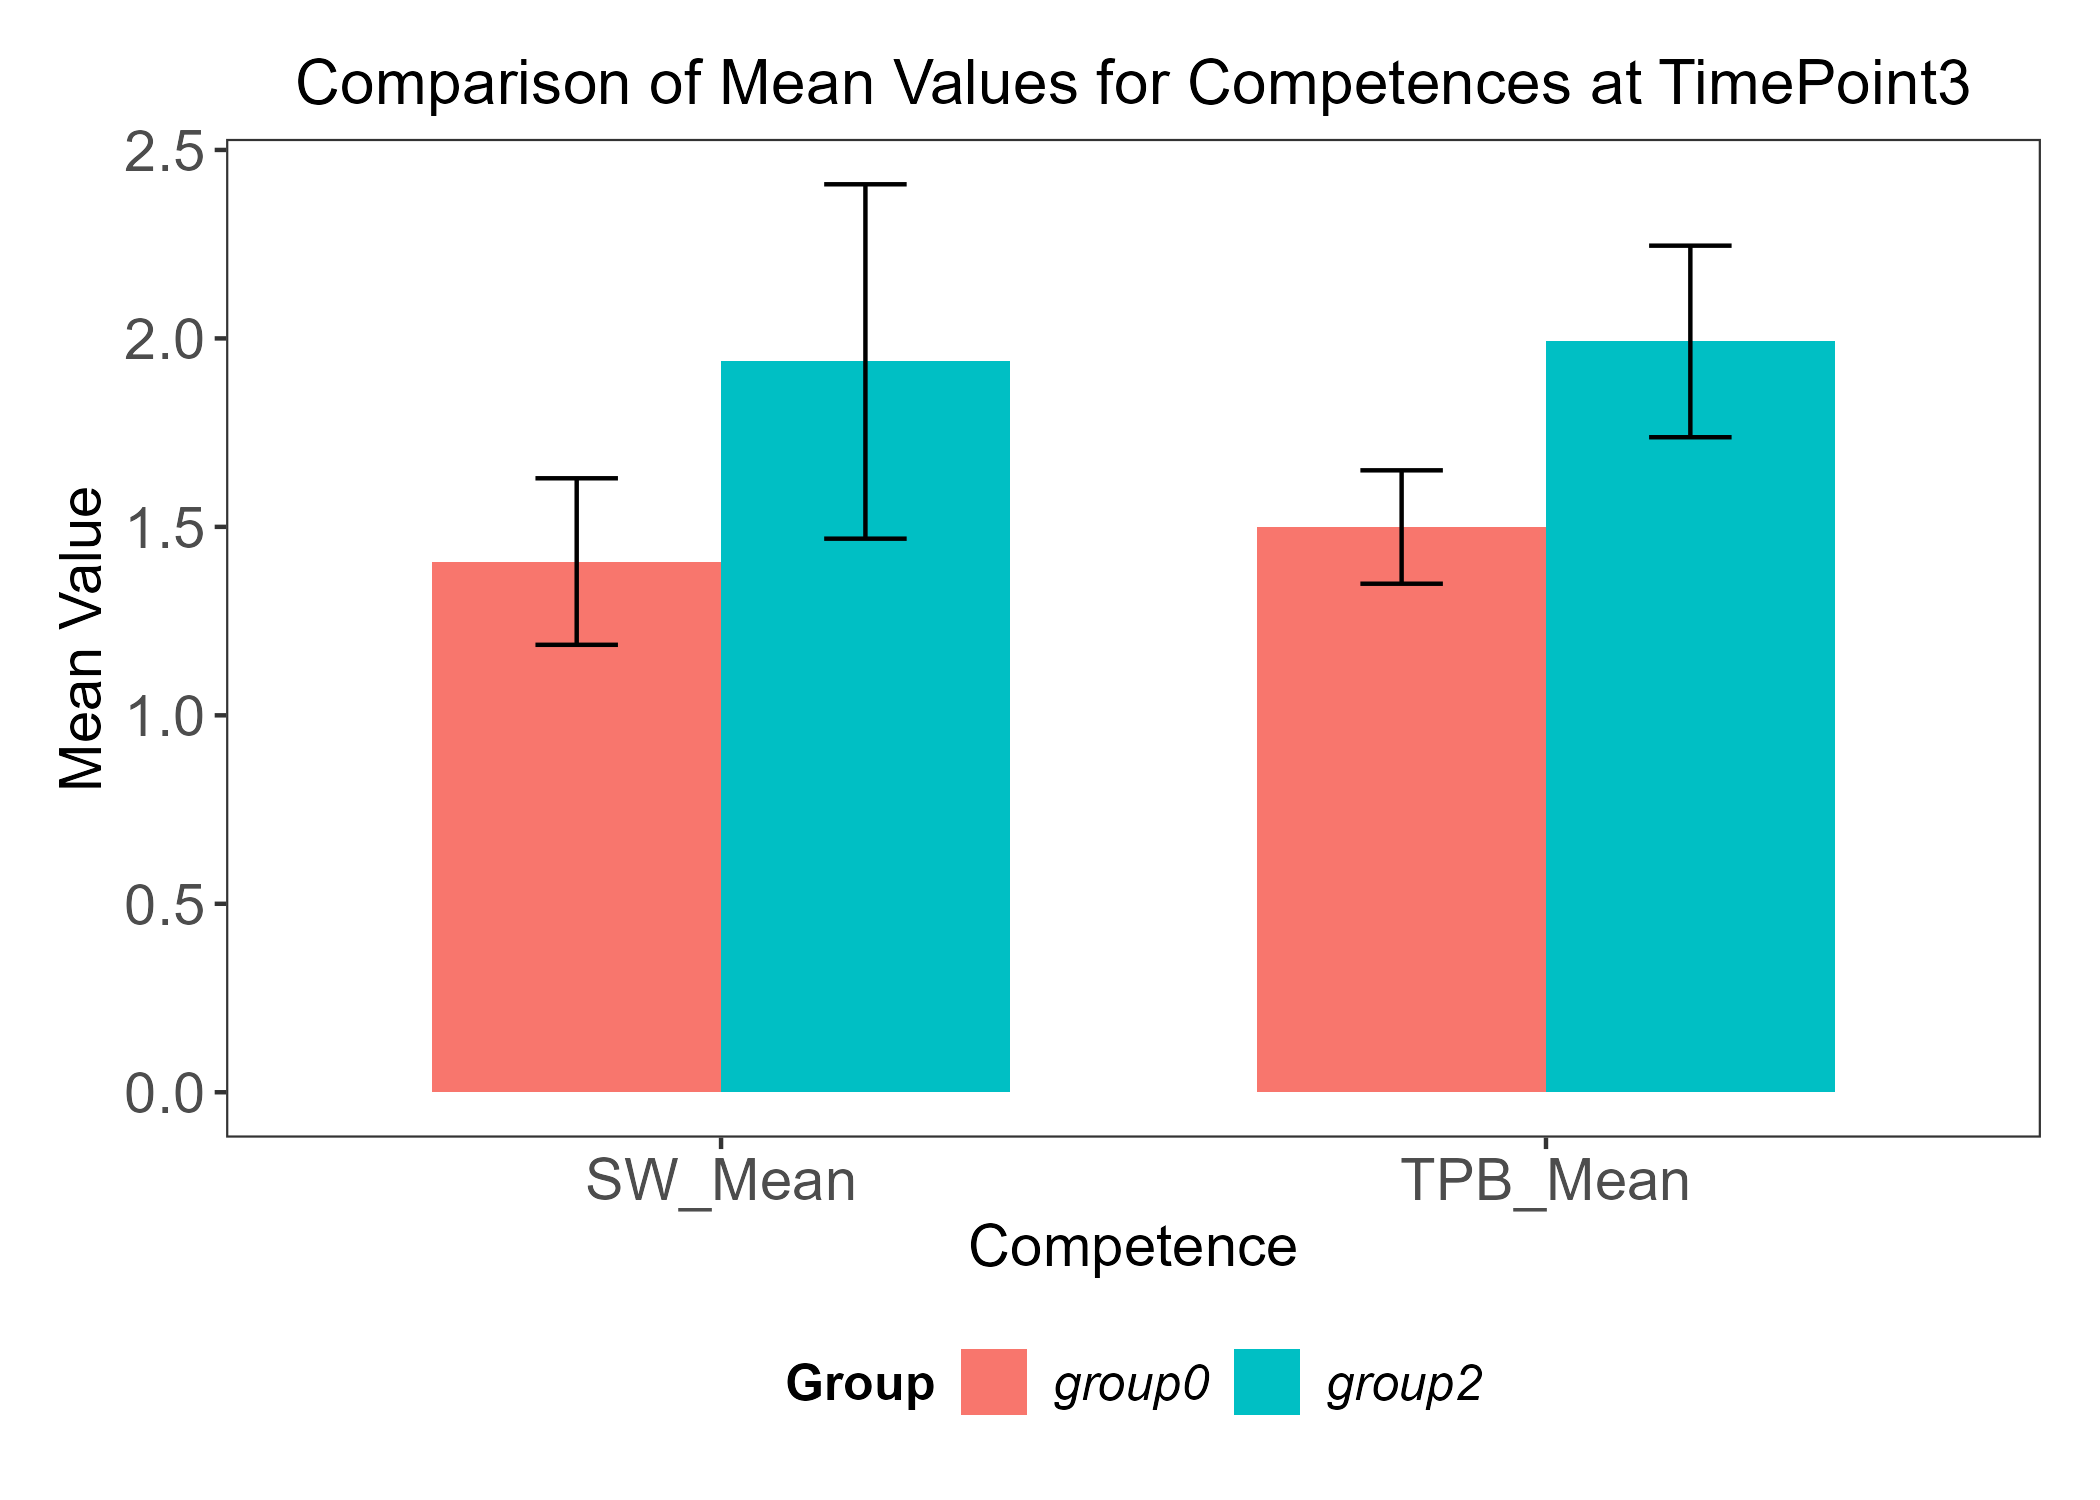 Comparison of Mean Values for Competences at TimePoint3
2.5
2.0
1.5
1.0
0.5
0.0
Mean Value
SW_Mean TPB_Mean
Competence
Group group0 group2